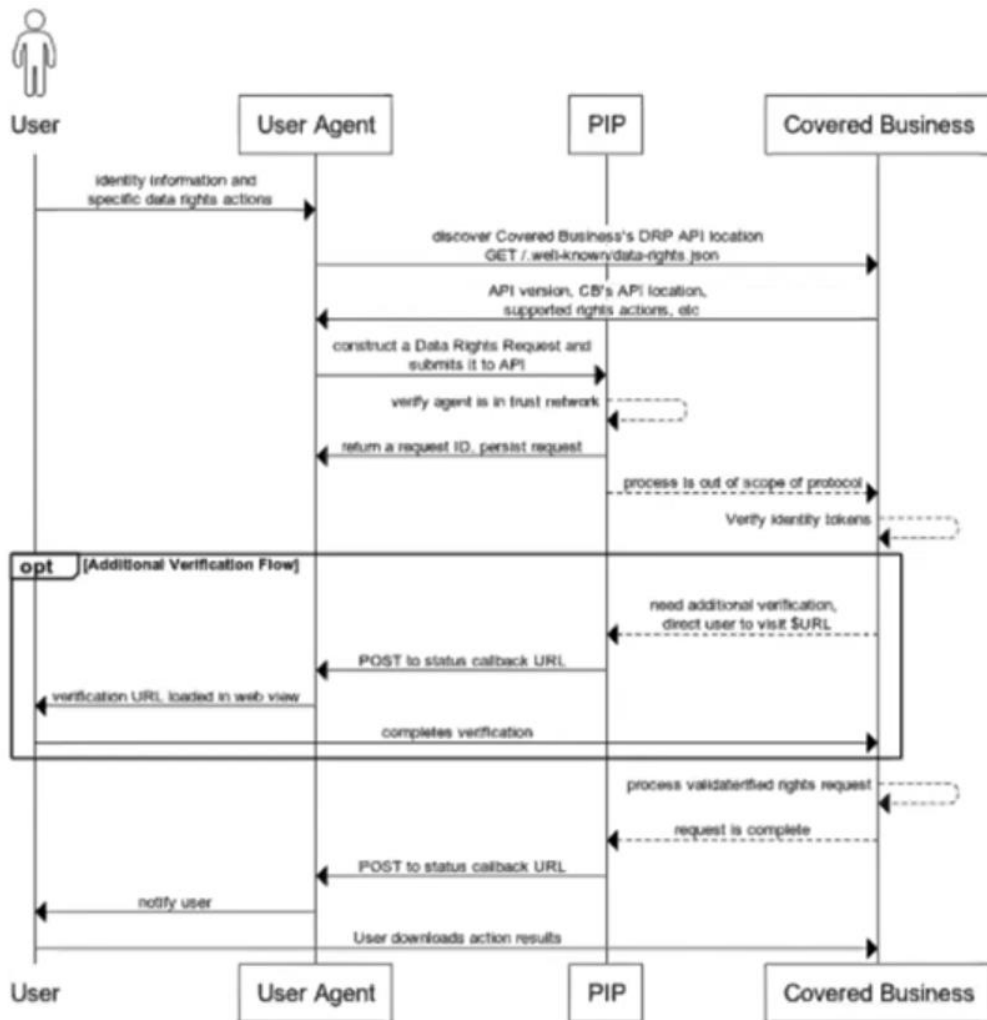 User
User Agent
PIP
Covered Business
identity information and
specific data rights actions
discover Covered Business's DRP API location
GET /.well-known/data-rights.json
API version, CB's API location,
supported rights actions, etc
construct a Data Rights Request and
submits it to API
verify agent is in trust network
return a request ID, persist request
process is out of scope of protocol
Verify identity tokens
opt
[Additional Verification Flow]
need additional verification,
direct user to visit $URL
POST to status callback URL
verification URL loaded in web view
completes verification
process validaterified rights request
request is complete
POST to status callback URL
notify user
User downloads action results
User
User Agent
PIP
Covered Business